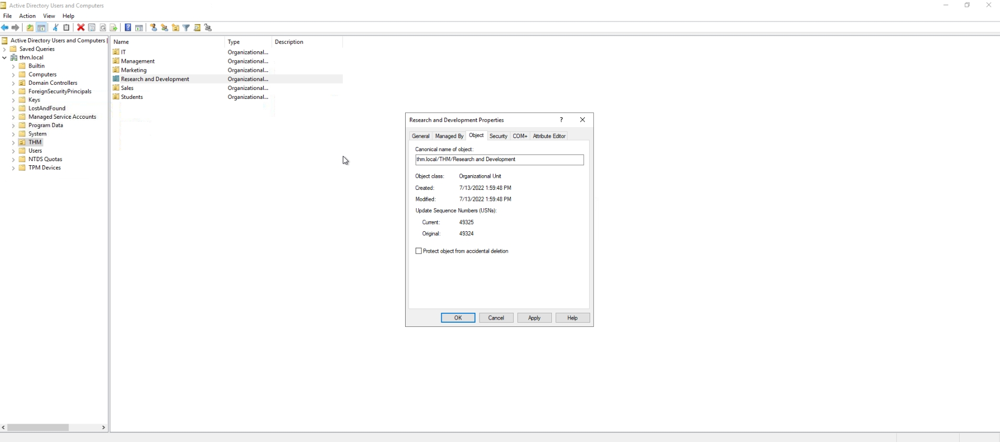 Active Directory Users and Computers
File Action View Help
Active Directory Users and Computers
Saved Queries
thm.local
Builtin
Computers
Domain Controllers
ForeignSecurityPrincipals
Keys
LostAndFound
Managed Service Accounts
Program Data
System
THM
Users
NTDS Quotas
TPM Devices
Name Type Description
IT Organizational...
Management Organizational...
Marketing Organizational...
Research and Development Organizational...
Sales Organizational...
Students Organizational...
Research and Development Properties
General Managed By Object Security COM+ Attribute Editor
Canonical name of object:
thm.local/THM/Research and Development
Object class: Organizational Unit
Created: 7/13/2022 1:59:48 PM
Modified: 7/13/2022 1:59:48 PM
Update Sequence Numbers (USNs):
Current: 49325
Original: 49324
Protect object from accidental deletion
OK Cancel Apply Help